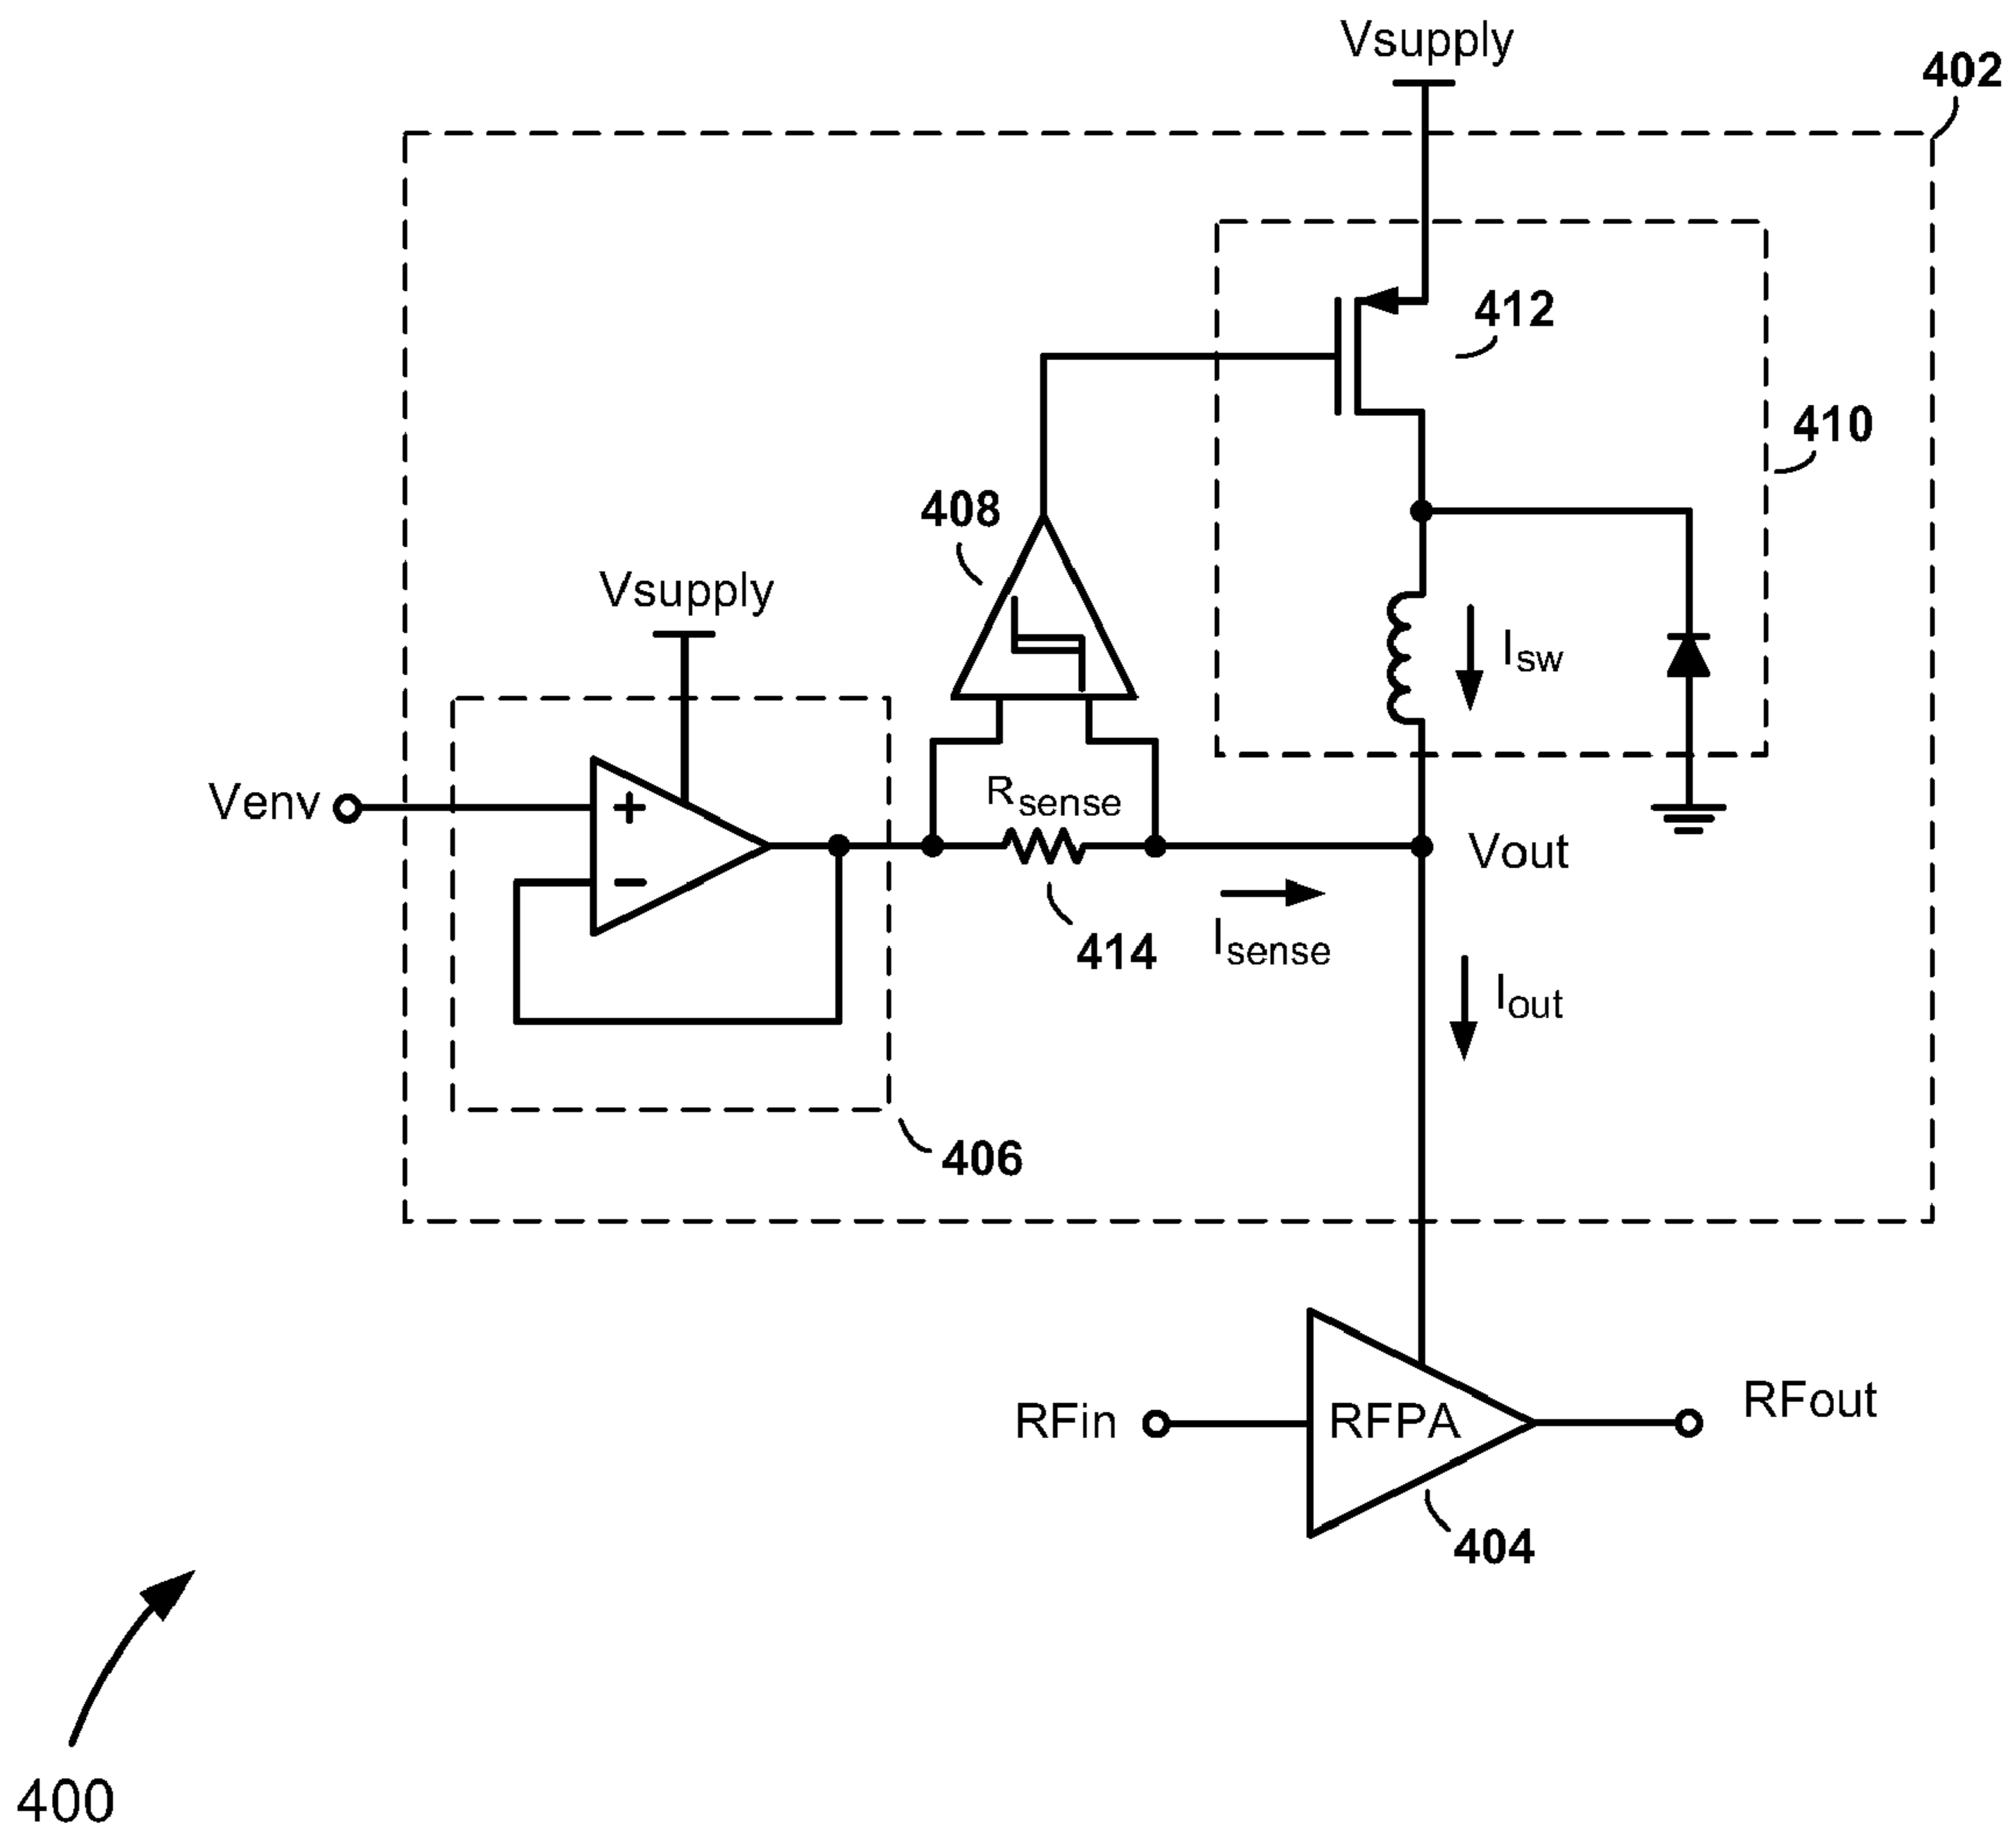 Vsupply
402
412
410
408
Isw
Vsupply
Venv
+
Rsense
Vout
−
414
Isense
Iout
406
RFin
RFPA
RFout
404
400